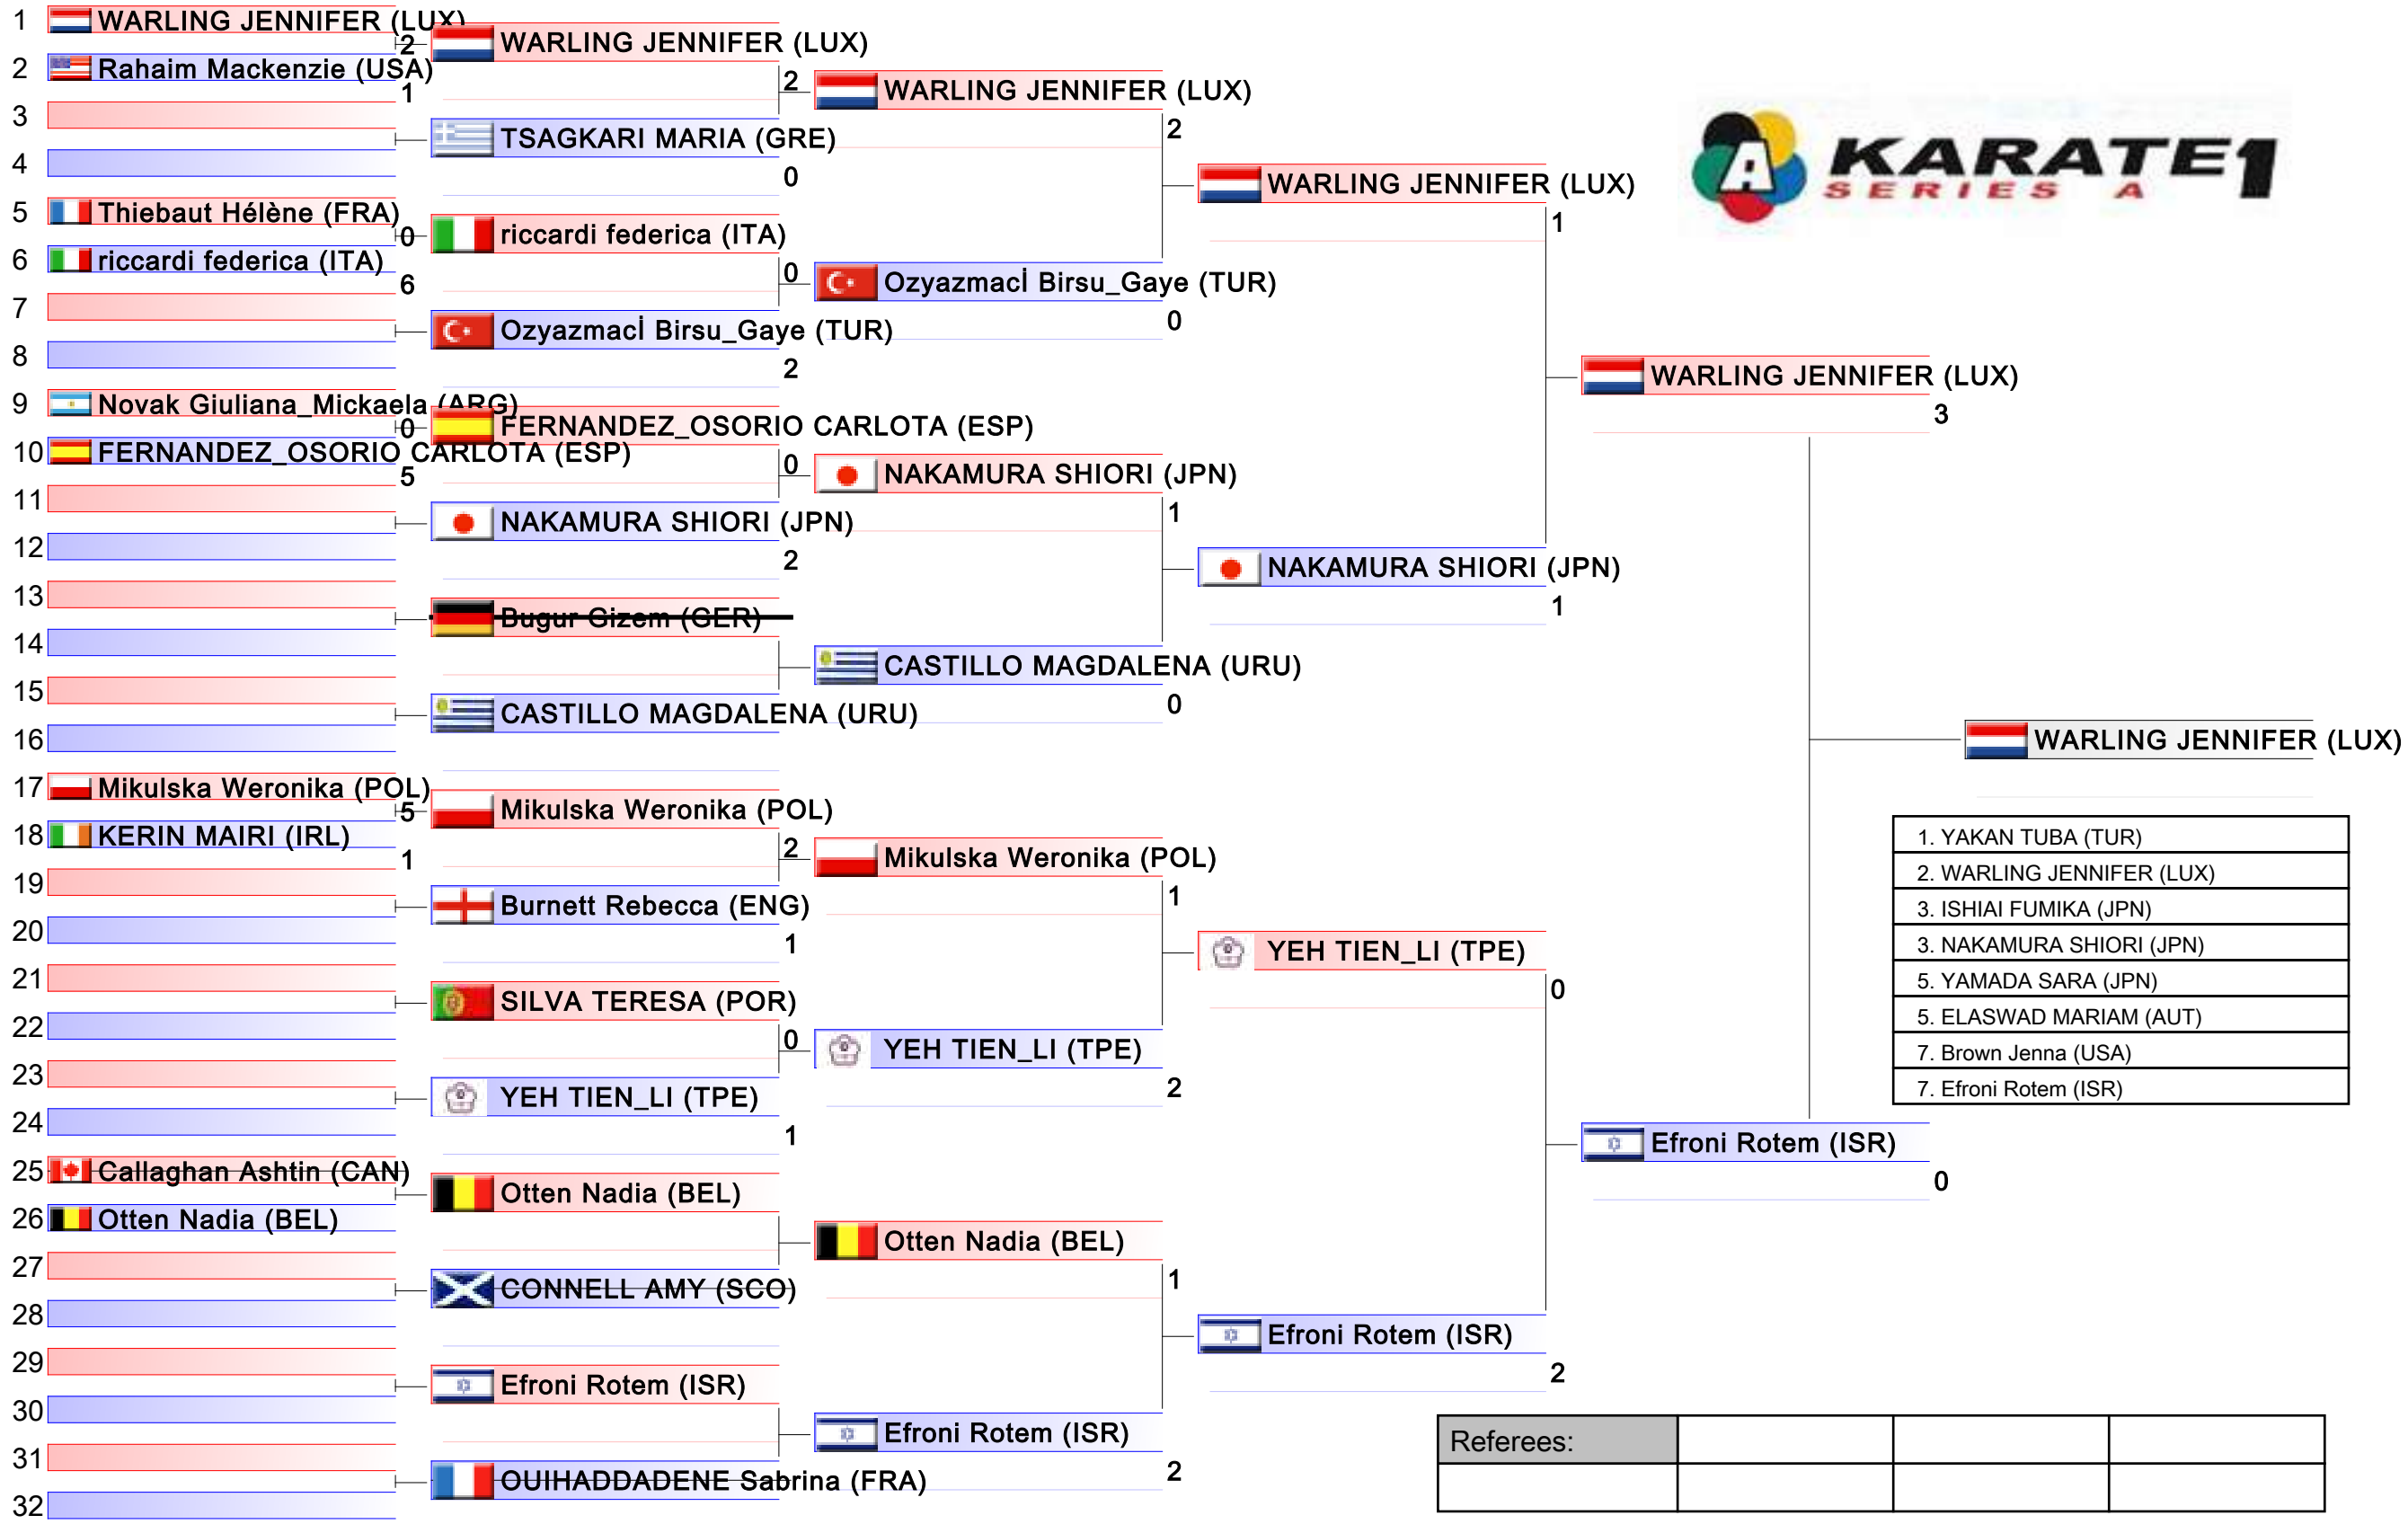 1 WARLING JENNIFER (LUX)
2
2 Rahaim Mackenzie (USA)
1
3
4
5 Thiebaut Hélène (FRA)
0
6 riccardi federica (ITA)
6
7
8
9 Novak Giuliana_Mickaela (ARG)
0
10 FERNANDEZ_OSORIO CARLOTA (ESP)
5
11
12
13
14
15
16
17 Mikulska Weronika (POL)
5
18 KERIN MAIRI (IRL)
1
19
20
21
22
23
24
25 Callaghan Ashtin (CAN)
26 Otten Nadia (BEL)
27
28
29
30
31
32
WARLING JENNIFER (LUX)
2
TSAGKARI MARIA (GRE)
0
riccardi federica (ITA)
0
Ozyazmacİ Birsu_Gaye (TUR)
2
FERNANDEZ_OSORIO CARLOTA (ESP)
0
NAKAMURA SHIORI (JPN)
2
Bugur Gizem (GER)
CASTILLO MAGDALENA (URU)
Mikulska Weronika (POL)
2
Burnett Rebecca (ENG)
1
SILVA TERESA (POR)
0
YEH TIEN_LI (TPE)
1
Otten Nadia (BEL)
CONNELL AMY (SCO)
Efroni Rotem (ISR)
OUIHADDADENE Sabrina (FRA)
WARLING JENNIFER (LUX)
2
Ozyazmacİ Birsu_Gaye (TUR)
0
NAKAMURA SHIORI (JPN)
1
CASTILLO MAGDALENA (URU)
0
Mikulska Weronika (POL)
1
YEH TIEN_LI (TPE)
2
Otten Nadia (BEL)
1
Efroni Rotem (ISR)
2
WARLING JENNIFER (LUX)
1
NAKAMURA SHIORI (JPN)
1
YEH TIEN_LI (TPE)
0
Efroni Rotem (ISR)
2
WARLING JENNIFER (LUX)
3
Efroni Rotem (ISR)
0
WARLING JENNIFER (LUX)
A KARATE1
SERIES A
1. YAKAN TUBA (TUR)
2. WARLING JENNIFER (LUX)
3. ISHIAI FUMIKA (JPN)
3. NAKAMURA SHIORI (JPN)
5. YAMADA SARA (JPN)
5. ELASWAD MARIAM (AUT)
7. Brown Jenna (USA)
7. Efroni Rotem (ISR)
Referees: